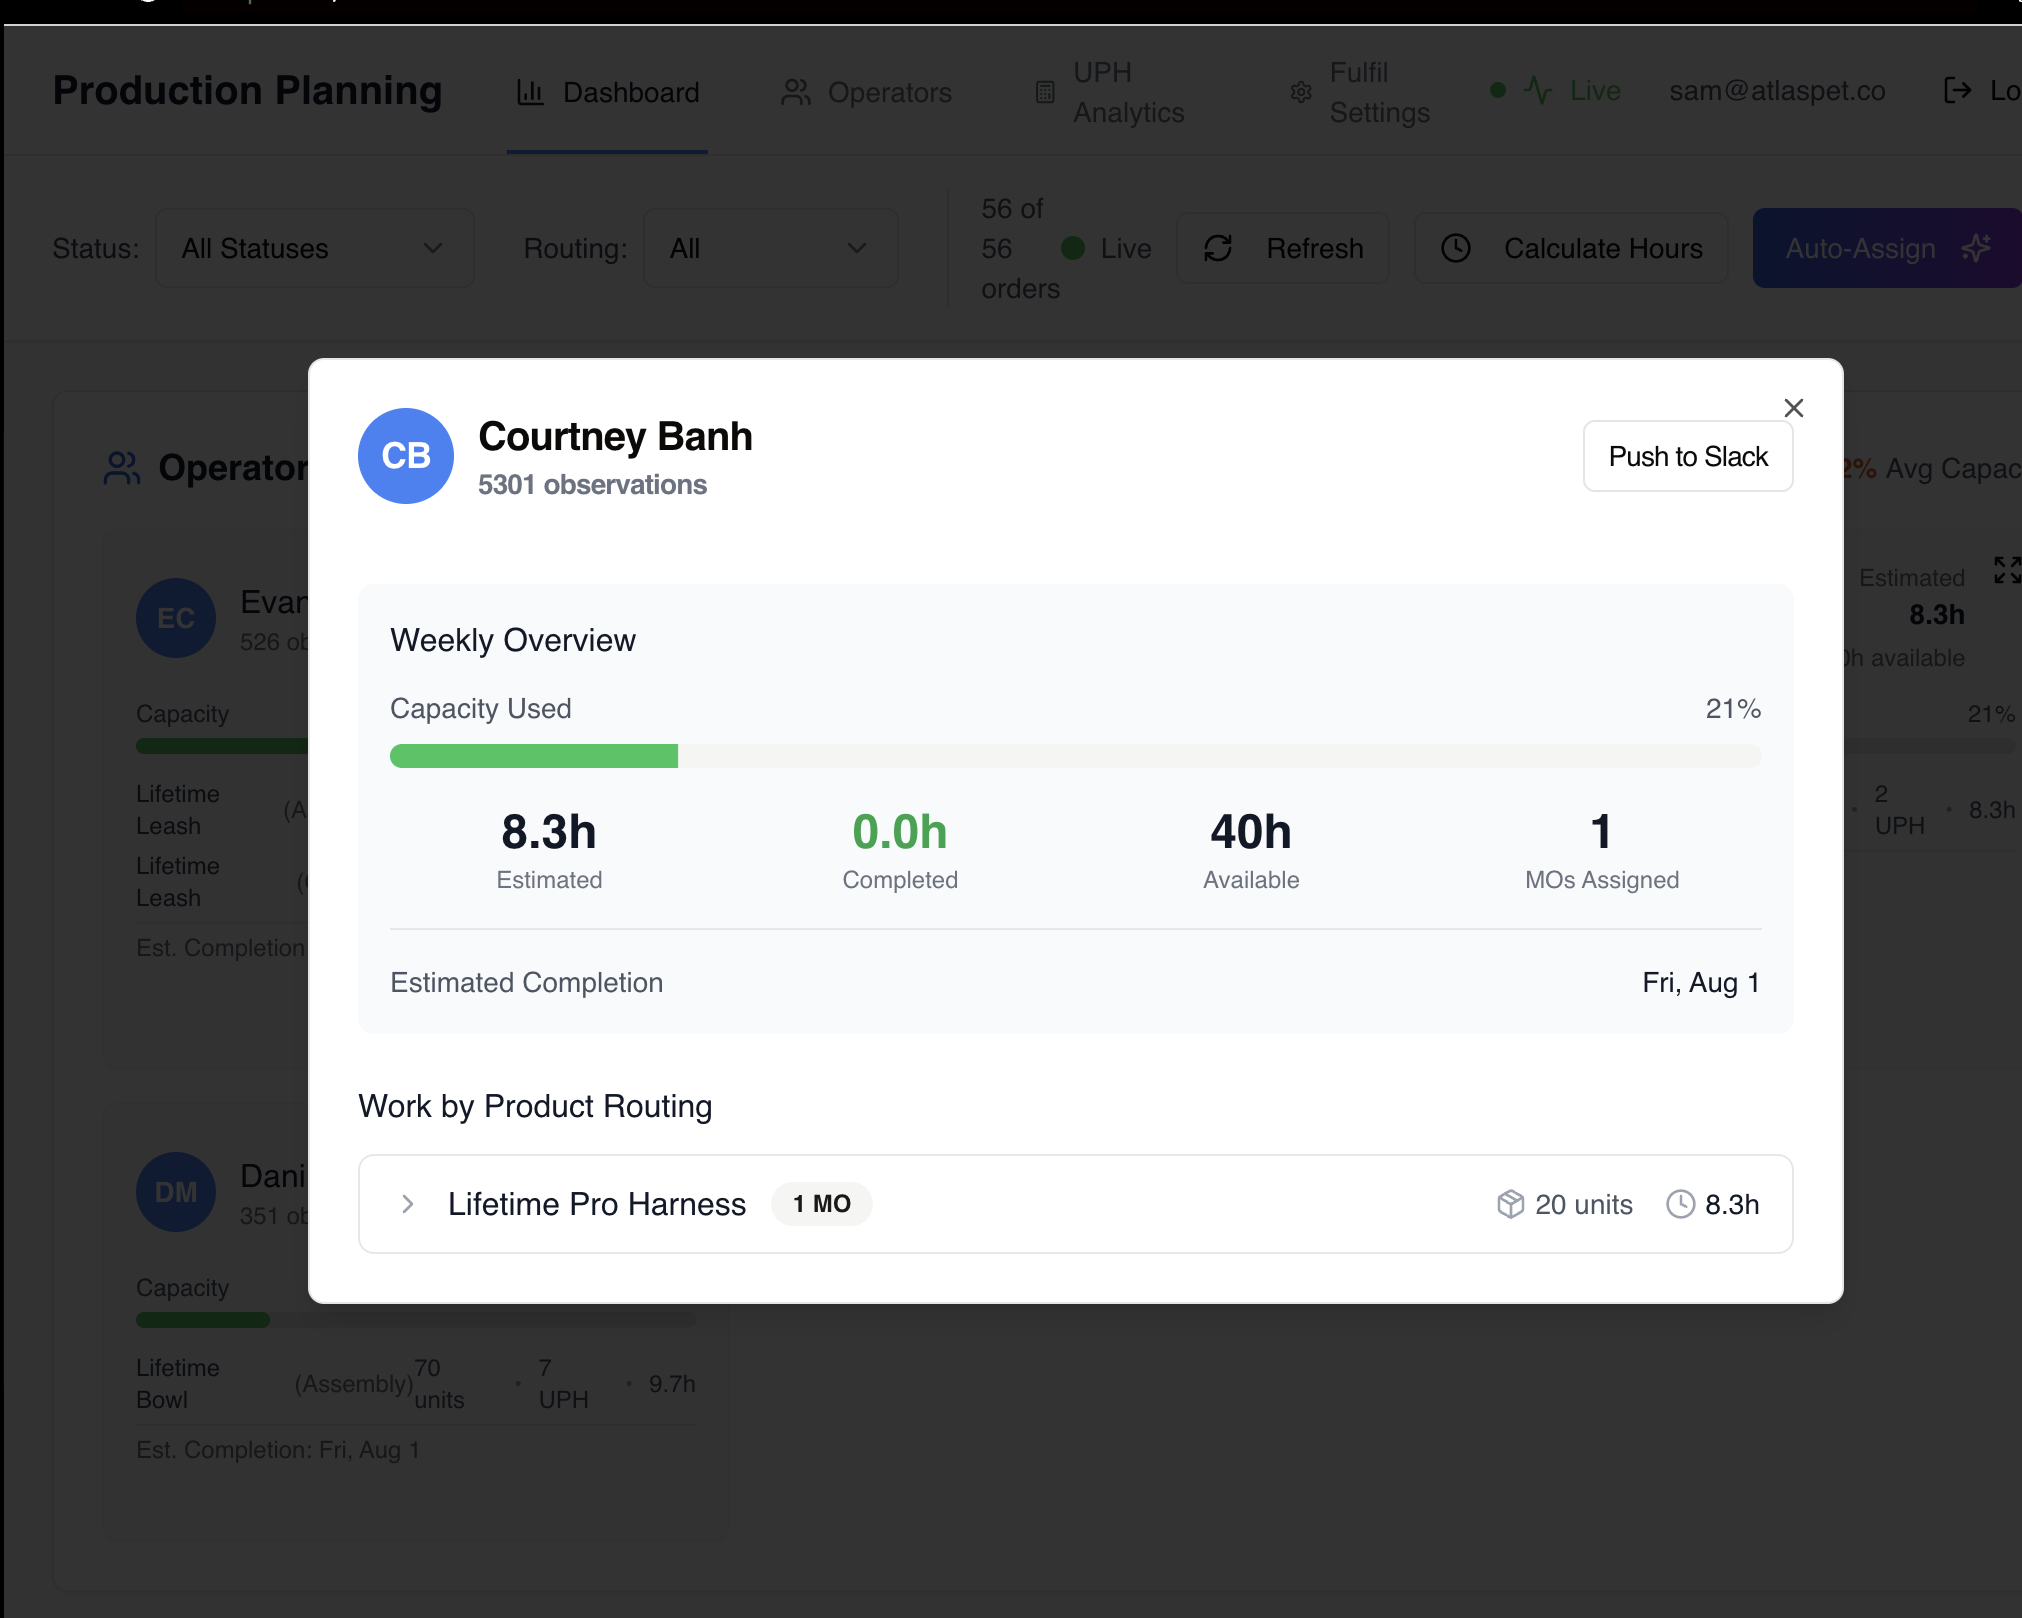 Production Planning
Dashboard
Operators
UPH
Analytics
Fulfil
Settings
Live
sam@atlaspet.co
Lo
Status:
All Statuses
Routing:
All
56 of
56
orders
Live
Refresh
Calculate Hours
Auto-Assign
Operator
2% Avg Capac
CB
Courtney Banh
5301 observations
Push to Slack
Weekly Overview
Capacity Used
21%
8.3h
Estimated
0.0h
Completed
40h
Available
1
MOs Assigned
Estimated Completion
Fri, Aug 1
Work by Product Routing
Lifetime Pro Harness
1 MO
20 units
8.3h
EC
Evan
526 ob
Capacity
Lifetime
Leash
(A
Lifetime
Leash
Est. Completion
Estimated
8.3h
0h available
21%
2
UPH
• 8.3h
DM
Dani
351 ob
Capacity
Lifetime
Bowl
(Assembly)
70
units
• 7
UPH
• 9.7h
Est. Completion: Fri, Aug 1